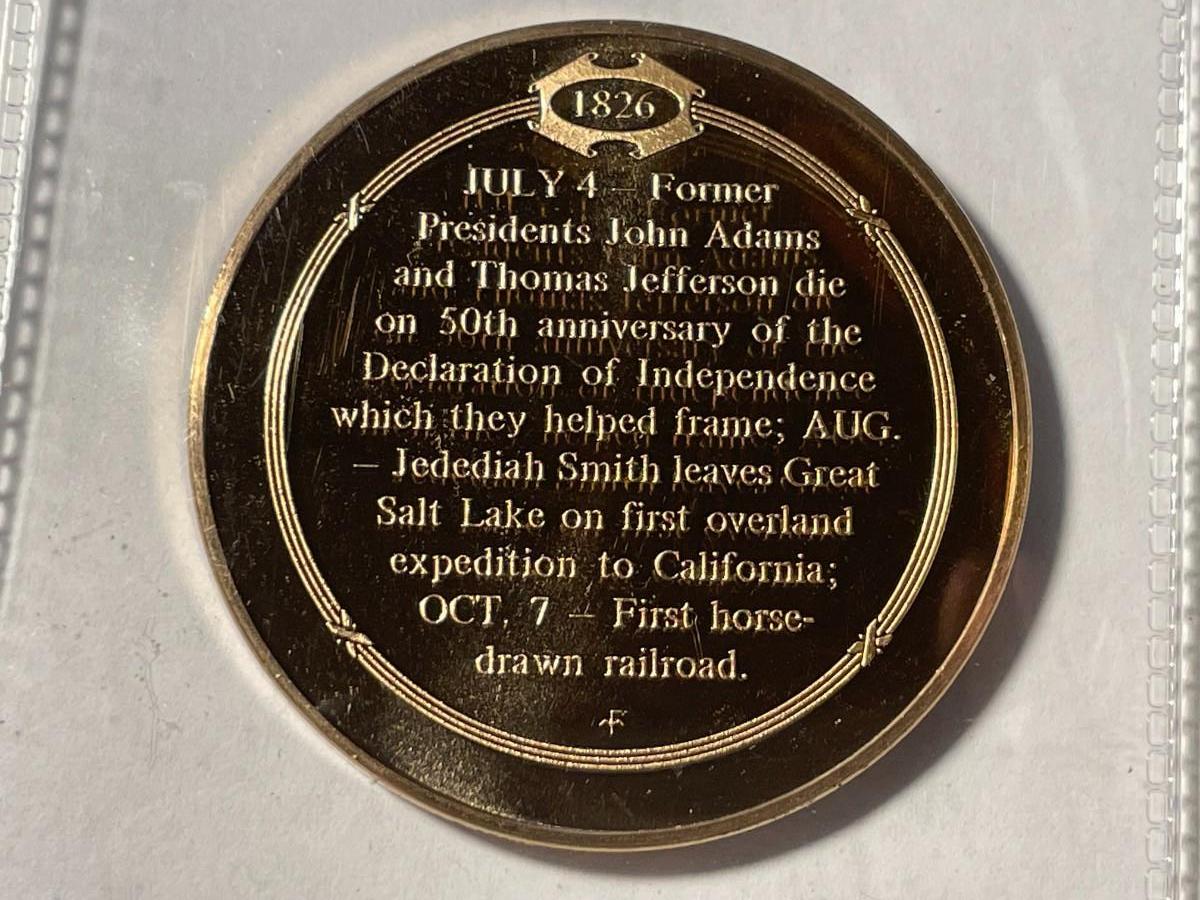 1826
JULY 4 — Former
Presidents John Adams
and Thomas Jefferson die
on 50th anniversary of the
Declaration of Independence
which they helped frame; AUG.
— Jedediah Smith leaves Great
Salt Lake on first overland
expedition to California;
OCT. 7 — First horse-
drawn railroad.